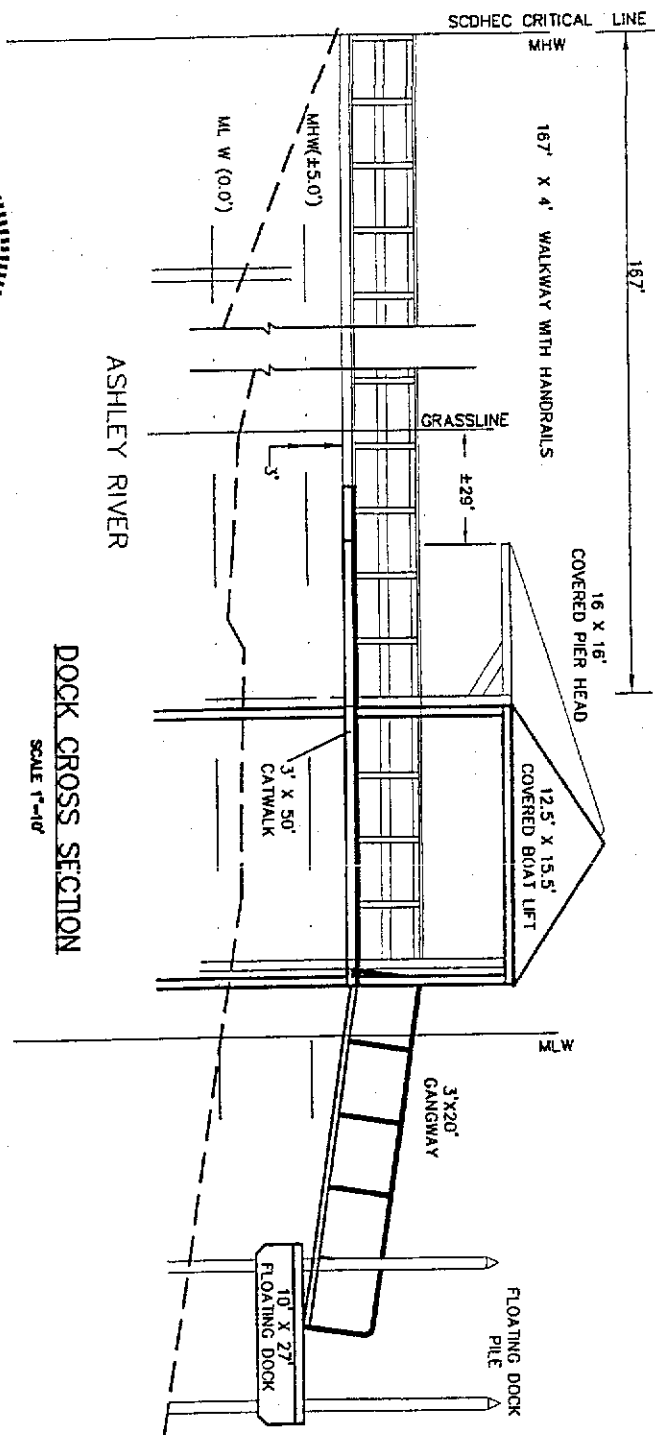 SCDHEC CRITICAL LINE
MHW
167'
167' X 4' WALKWAY WITH HANDRAILS
MHW(±5.0')
ML W (0.0')
GRASSLINE
±29'
3'
ASHLEY RIVER
16 X 16'
COVERED PIER HEAD
12.5' X 15.5'
COVERED BOAT LIFT
3' X 50'
CATWALK
MLW
3'X20'
GANGWAY
10' X 27'
FLOATING DOCK
FLOATING DOCK
PILE
DOCK CROSS SECTION
SCALE 1"=10'